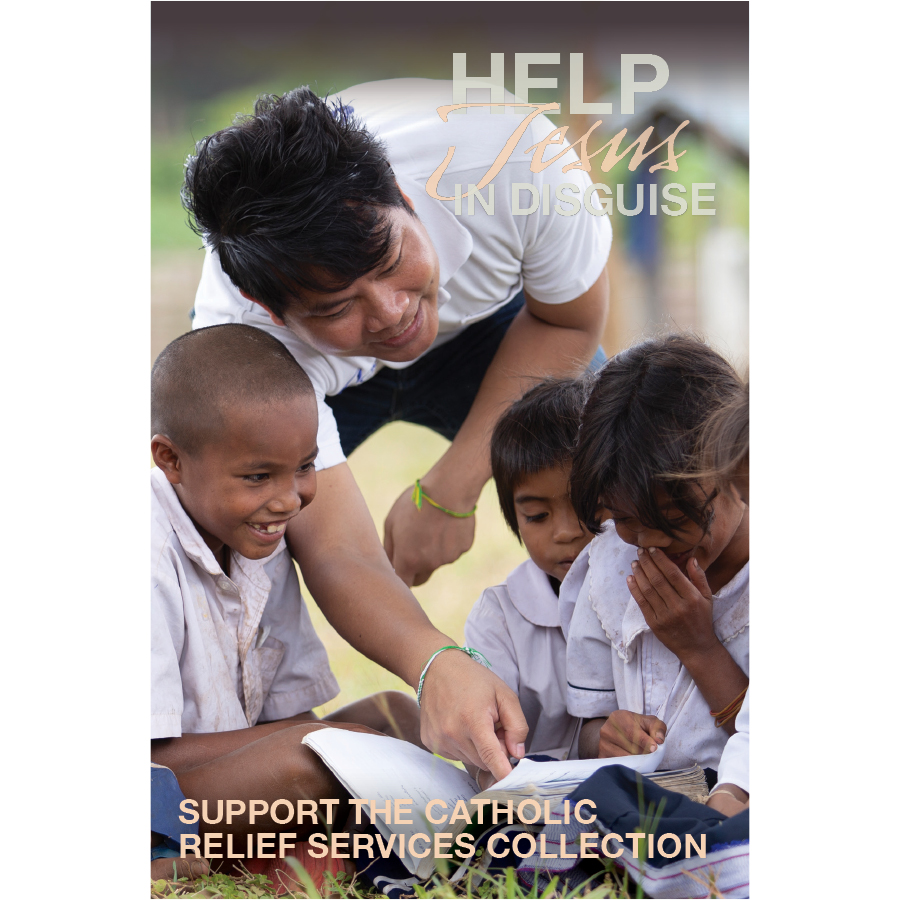 HELP
Jesus
IN DISGUISE
SUPPORT THE CATHOLIC
RELIEF SERVICES COLLECTION